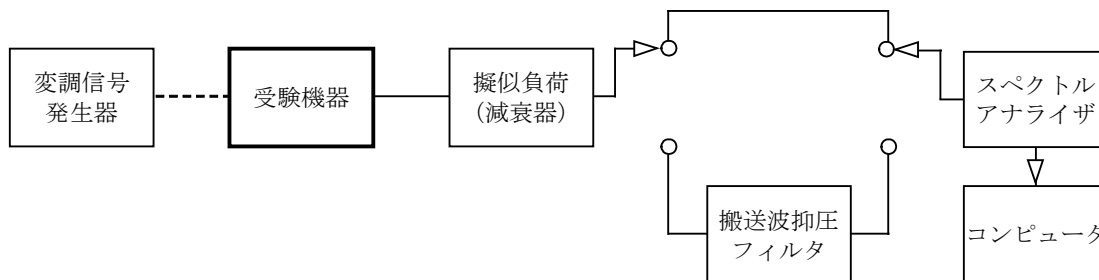 変調信号
発生器
受験機器
擬似負荷
（減衰器）
搬送波抑圧
フィルタ
スペクトル
アナライザ
コンピュータ